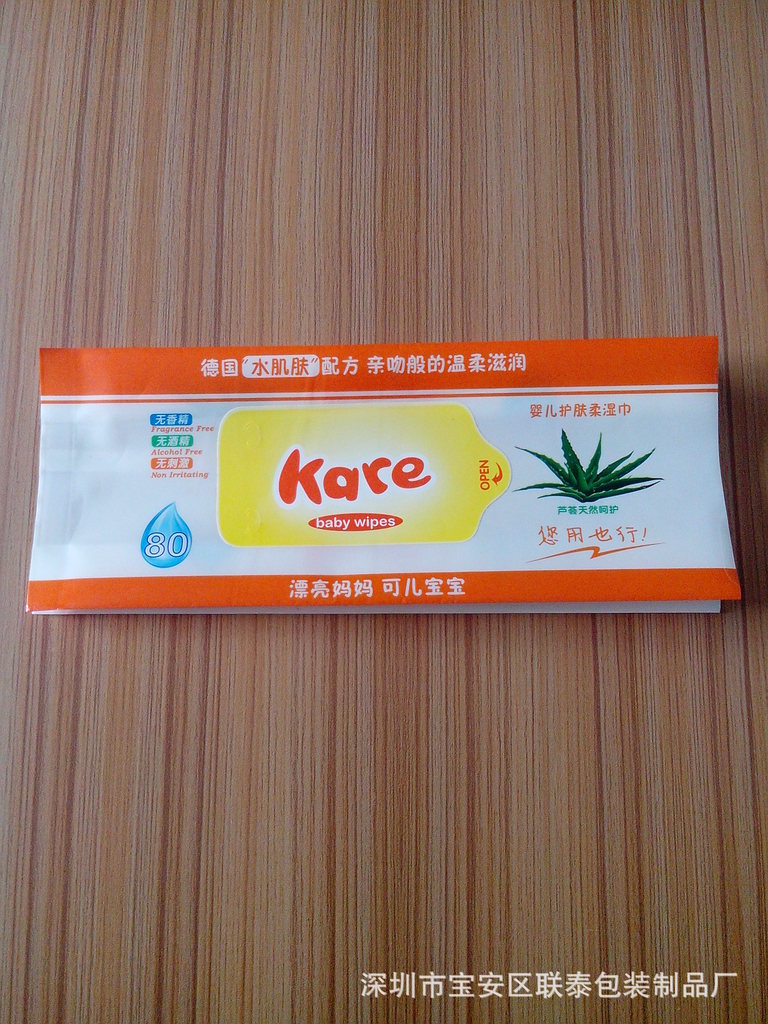 德国"水肌肤"配方 亲吻般的温柔滋润
无香精
Fragrance Free
无酒精
Alcohol Free
无刺激
Non Irritating
80
Kare
baby wipes
OPEN
婴儿护肤柔湿巾
芦荟天然呵护
您用也行!
漂亮妈妈 可儿宝宝
深圳市宝安区联泰包装制品厂